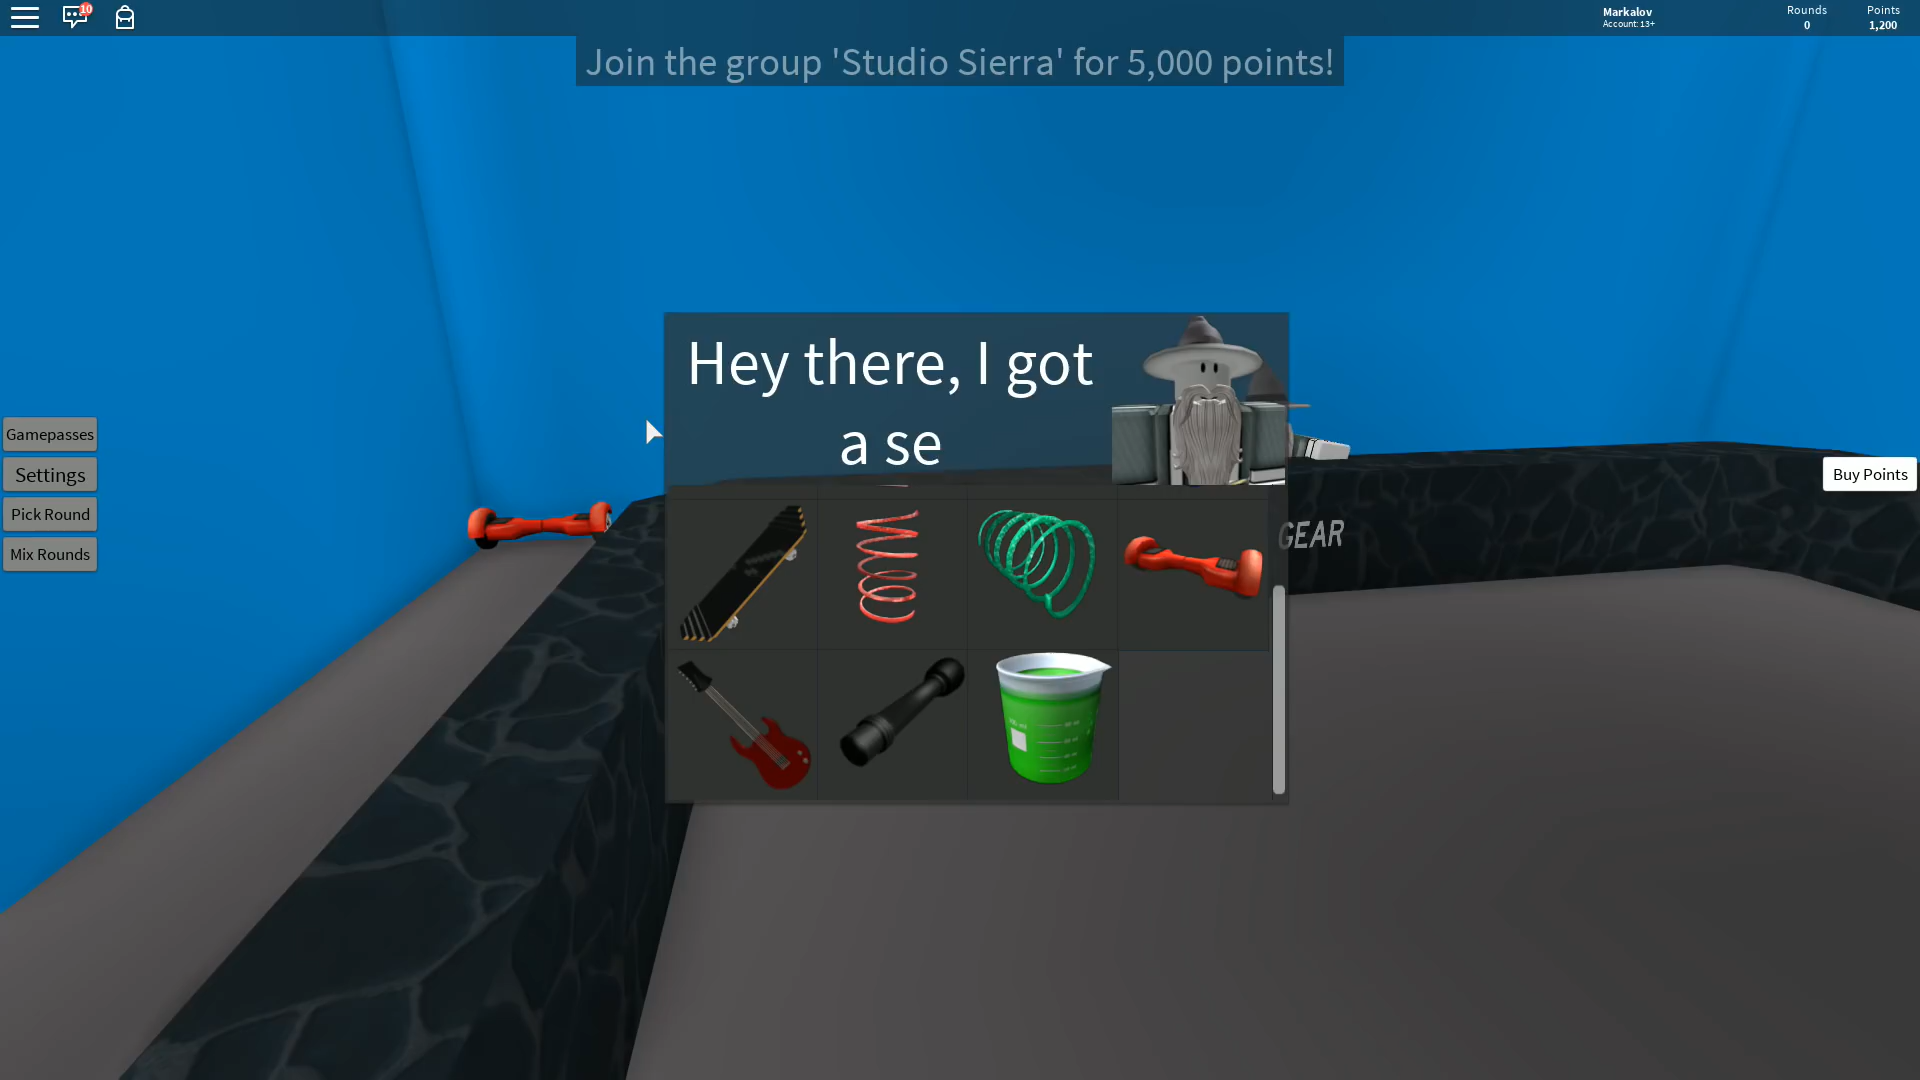 10
Markalov
Account: 13+
Rounds
0
Points
1,200
Join the group 'Studio Sierra' for 5,000 points!
Hey there, I got
a se
Gamepasses
Settings
Pick Round
Mix Rounds
Buy Points
GEAR